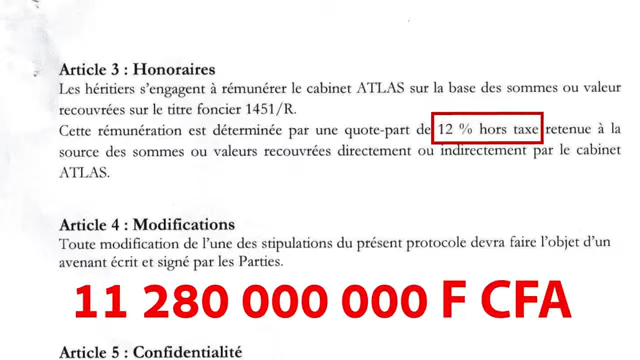 Article 3 : Honoraires
Les héritiers s'engagent à rémunérer le cabinet ATLAS sur la base des sommes ou valeur
recouvrées sur le titre foncier 1451/R.
Cette rémunération est déterminée par une quote-part de 12 % hors taxe retenue à la
source des sommes ou valeurs recouvrées directement ou indirectement par le cabinet
ATLAS.
Article 4 : Modifications
Toute modification de l'une des stipulations du présent protocole devra faire l'objet d'un
avenant écrit et signé par les Parties.
11 280 000 000 F CFA
Article 5 : Confidentialité